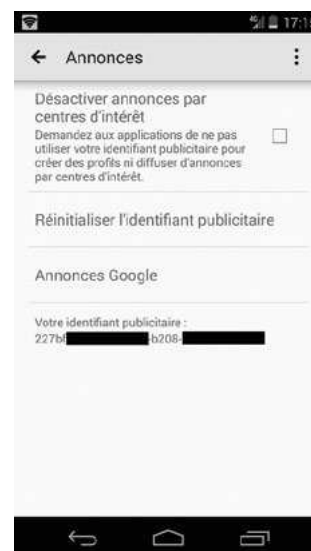 4G 17:1
Annonces
Désactiver annonces par
centres d'intérêt
Demandez aux applications de ne pas
utiliser votre identifiant publicitaire pour
créer des profils ni diffuser d'annonces
par centres d'intérêt.
Réinitialiser l'identifiant publicitaire
Annonces Google
Votre identifiant publicitaire :
227bf -b208-